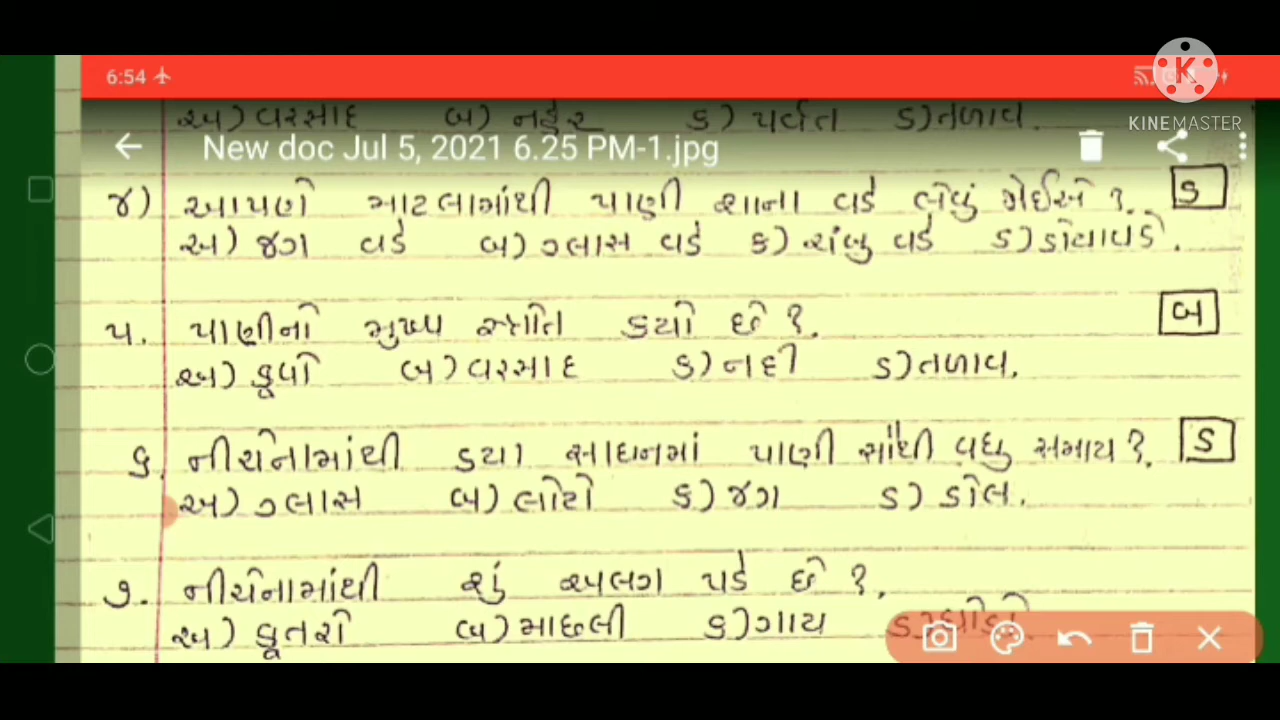 6:54
KINEMASTER
અ) વરસાદ બ) નહેર ક) પર્વત ડ) તળાવ.
New doc Jul 5, 2021 6.25 PM-1.jpg
૪) આપણે માટલામાંથી પાણી શાના વડે લેવું જોઈએ ?. ડ
અ) જગ વડે બ) ગ્લાસ વડે ક) ચંબુ વડે ડ) ડોયાવડે.
૫. પાણીનો મુખ્ય સ્ત્રોત કયો છે ?. બ
અ) કૂવો બ) વરસાદ ક) નદી ડ) તળાવ.
૬. નીચેનામાંથી કયા સાધનમાં પાણી સૌથી વધુ સમાય ?. ડ
અ) ગ્લાસ બ) લોટો ક) જગ ડ) ડોલ.
૭. નીચેનામાંથી શું અલગ પડે છે ?.
અ) કૂતરો બ) માછલી ક) ગાય